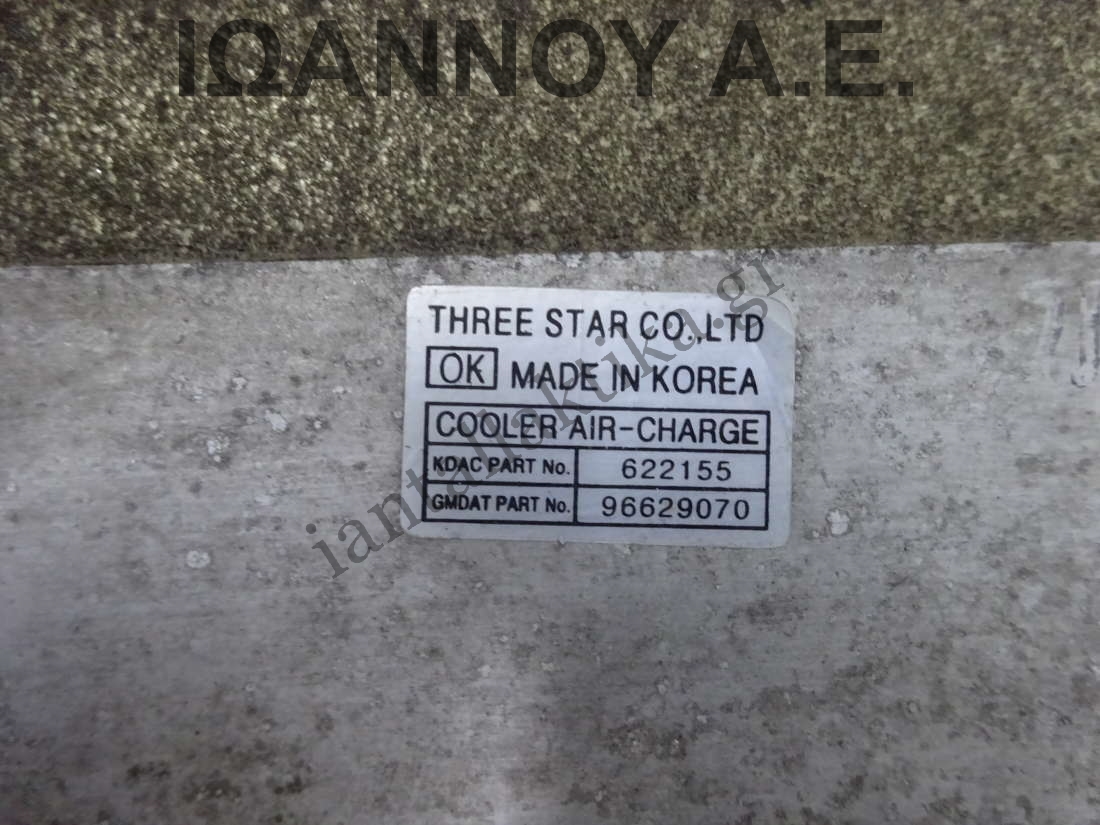 ΙΩΑΝΝΟΥ Α.Ε.
THREE STAR CO.,LTD
OK MADE IN KOREA
COOLER AIR-CHARGE
KDAC PART No. 622155
GMDAT PART No. 96629070
iantallaktika.gr